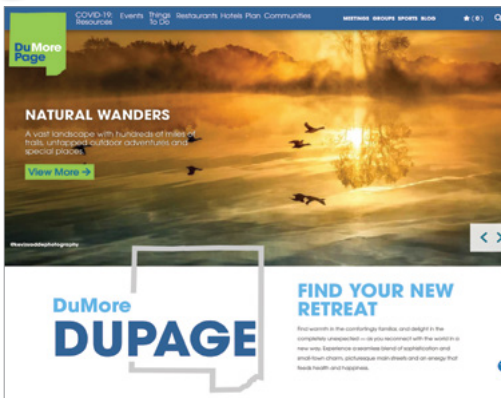 COVID-19: Resources Events Things To Do Restaurants Hotels Plan Communities MEETINGS GROUPS SPORTS BLOG (0)
DuMore
Page
NATURAL WANDERS
A vast landscape with hundreds of miles of
trails, untapped outdoor adventures and
special places
View More →
DuMore
DUPAGE
FIND YOUR NEW
RETREAT
Find warmth in the comfortingly familiar, and delight in the
completely unexpected — as you reconnect with the world in a
new way. Experience a seamless blend of sophistication and
small-town charm, picturesque main streets and an energy that
feeds health and happiness.